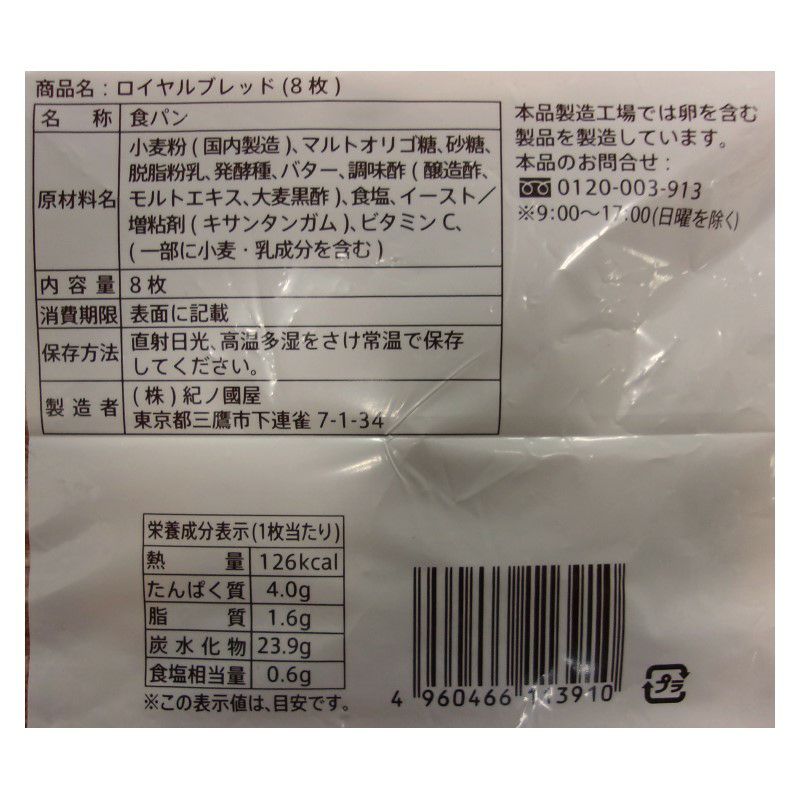 商品名：ロイヤルブレッド(8枚)
名 称 食パン
原材料名
小麦粉(国内製造)、マルトオリゴ糖、砂糖、
脱脂粉乳、発酵種、バター、調味酢(醸造酢、
モルトエキス、大麦黒酢)、食塩、イースト／
増粘剤(キサンタンガム)、ビタミンC、
(一部に小麦・乳成分を含む)
内容量 8枚
消費期限 表面に記載
保存方法
直射日光、高温多湿をさけ常温で保存
してください。
製造者
(株)紀ノ國屋
東京都三鷹市下連雀7-1-34
本品製造工場では卵を含む
製品を製造しています。
本品のお問合せ：
0120-003-913
※9:00～17:00(日曜を除く)
栄養成分表示(1枚当たり)
熱 量 126kcal
たんぱく質 4.0g
脂 質 1.6g
炭水化物 23.9g
食塩相当量 0.6g
※この表示値は、目安です。
4 960466 143910
プラ